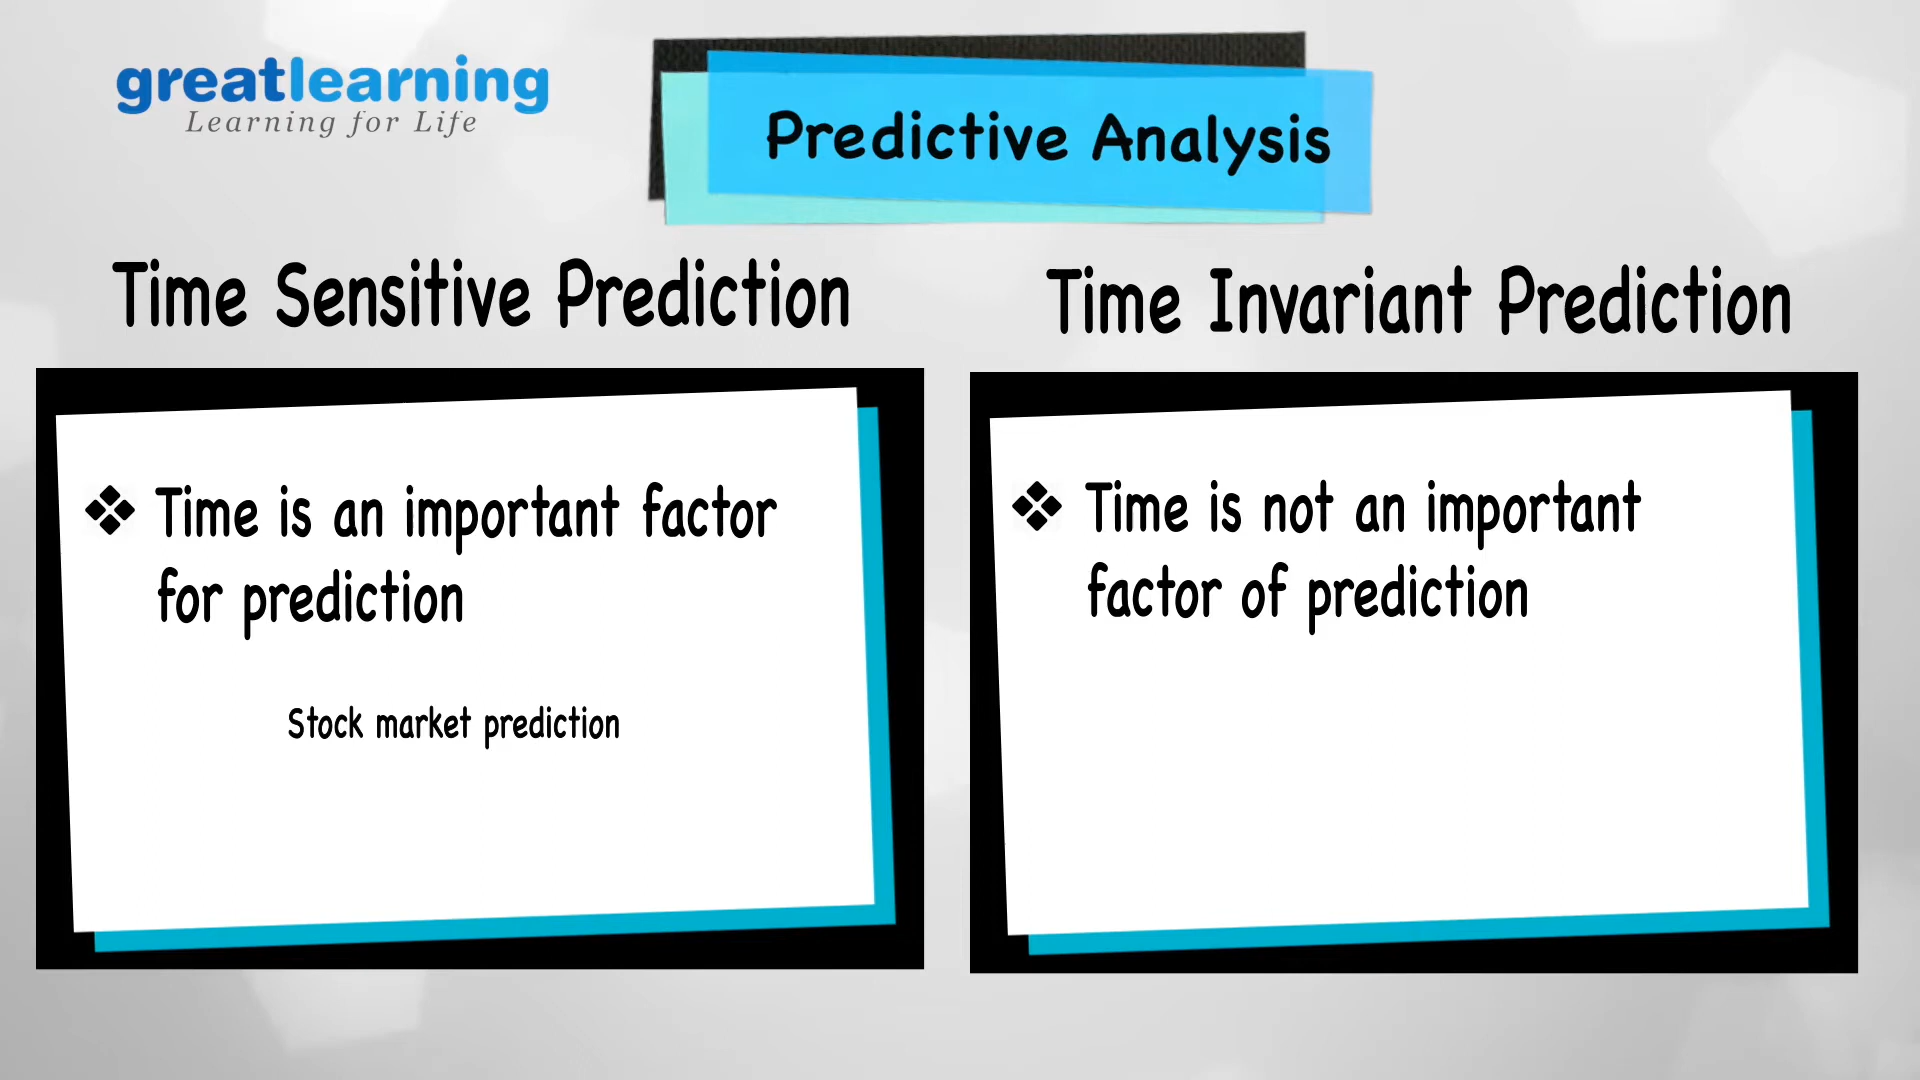 greatlearning
Learning for Life
Predictive Analysis
Time Sensitive Prediction
Time is an important factor
for prediction
Stock market prediction
Time Invariant Prediction
Time is not an important
factor of prediction